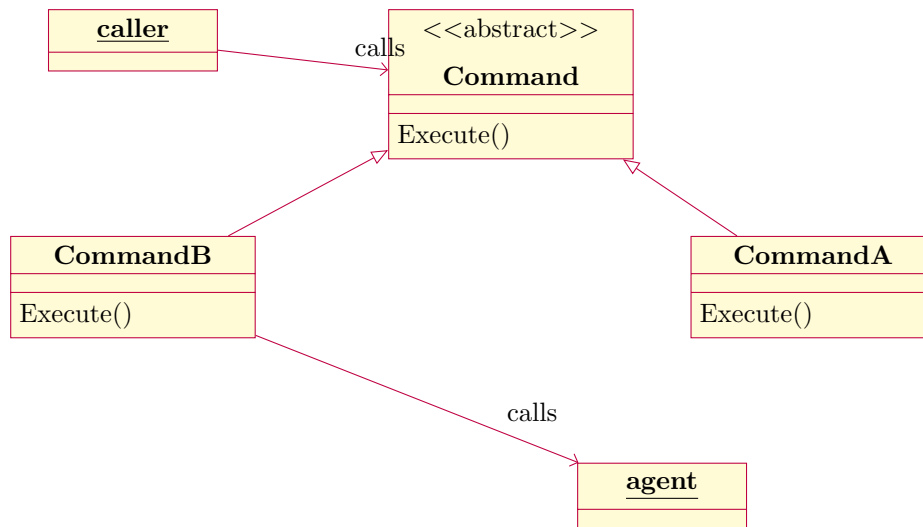 caller
calls
<<abstract>>
Command
Execute()
CommandB
Execute()
CommandA
Execute()
calls
agent